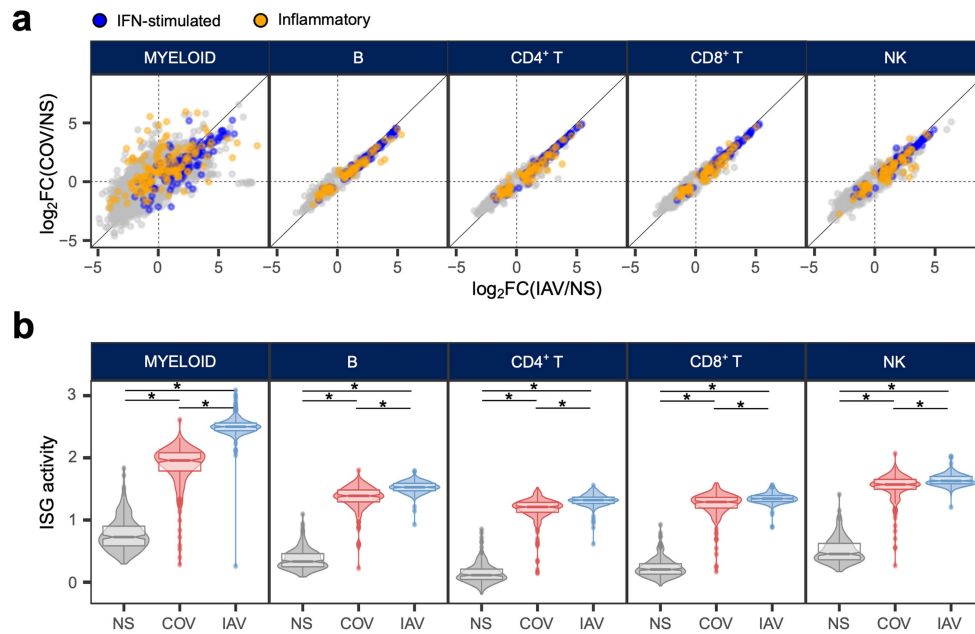 a
IFN-stimulated Inflammatory
MYELOID B CD4⁺ T CD8⁺ T NK
log₂FC(COV/NS)
5
0
−5
−5 0 5 −5 0 5 −5 0 5 −5 0 5 −5 0 5
log₂FC(IAV/NS)
b
MYELOID B CD4⁺ T CD8⁺ T NK
ISG activity
3
2
1
0
* * * * * * * * * * * * * * *
NS COV IAV NS COV IAV NS COV IAV NS COV IAV NS COV IAV